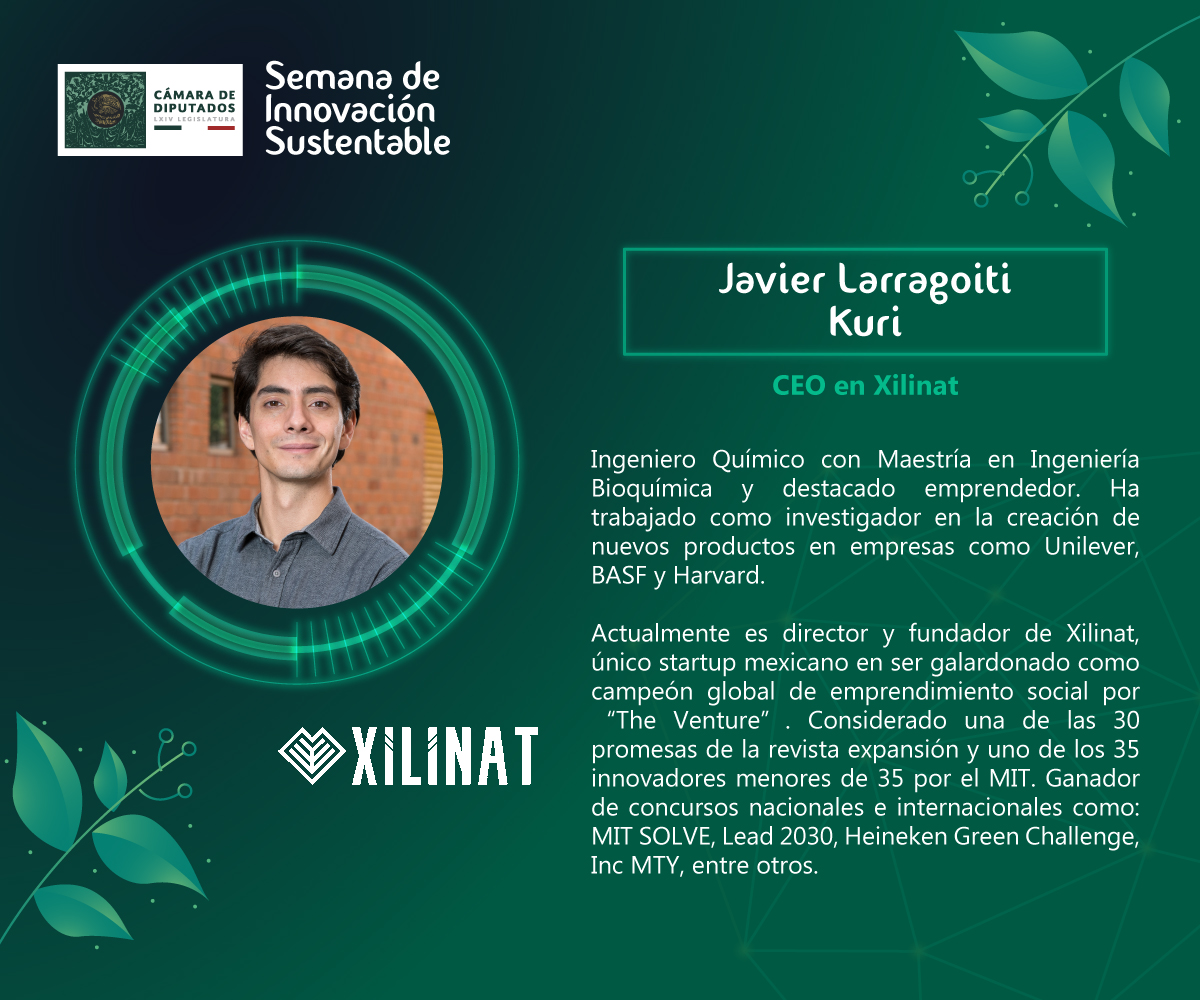 CÁMARA DE
DIPUTADOS
LXIV LEGISLATURA
Semana de
Innovación
Sustentable
Javier Larragoiti
Kuri
CEO en Xilinat
Ingeniero Químico con Maestría en Ingeniería
Bioquímica y destacado emprendedor. Ha
trabajado como investigador en la creación de
nuevos productos en empresas como Unilever,
BASF y Harvard.
Actualmente es director y fundador de Xilinat,
único startup mexicano en ser galardonado como
campeón global de emprendimiento social por
“The Venture” . Considerado una de las 30
promesas de la revista expansión y uno de los 35
innovadores menores de 35 por el MIT. Ganador
de concursos nacionales e internacionales como:
MIT SOLVE, Lead 2030, Heineken Green Challenge,
Inc MTY, entre otros.
XILINAT